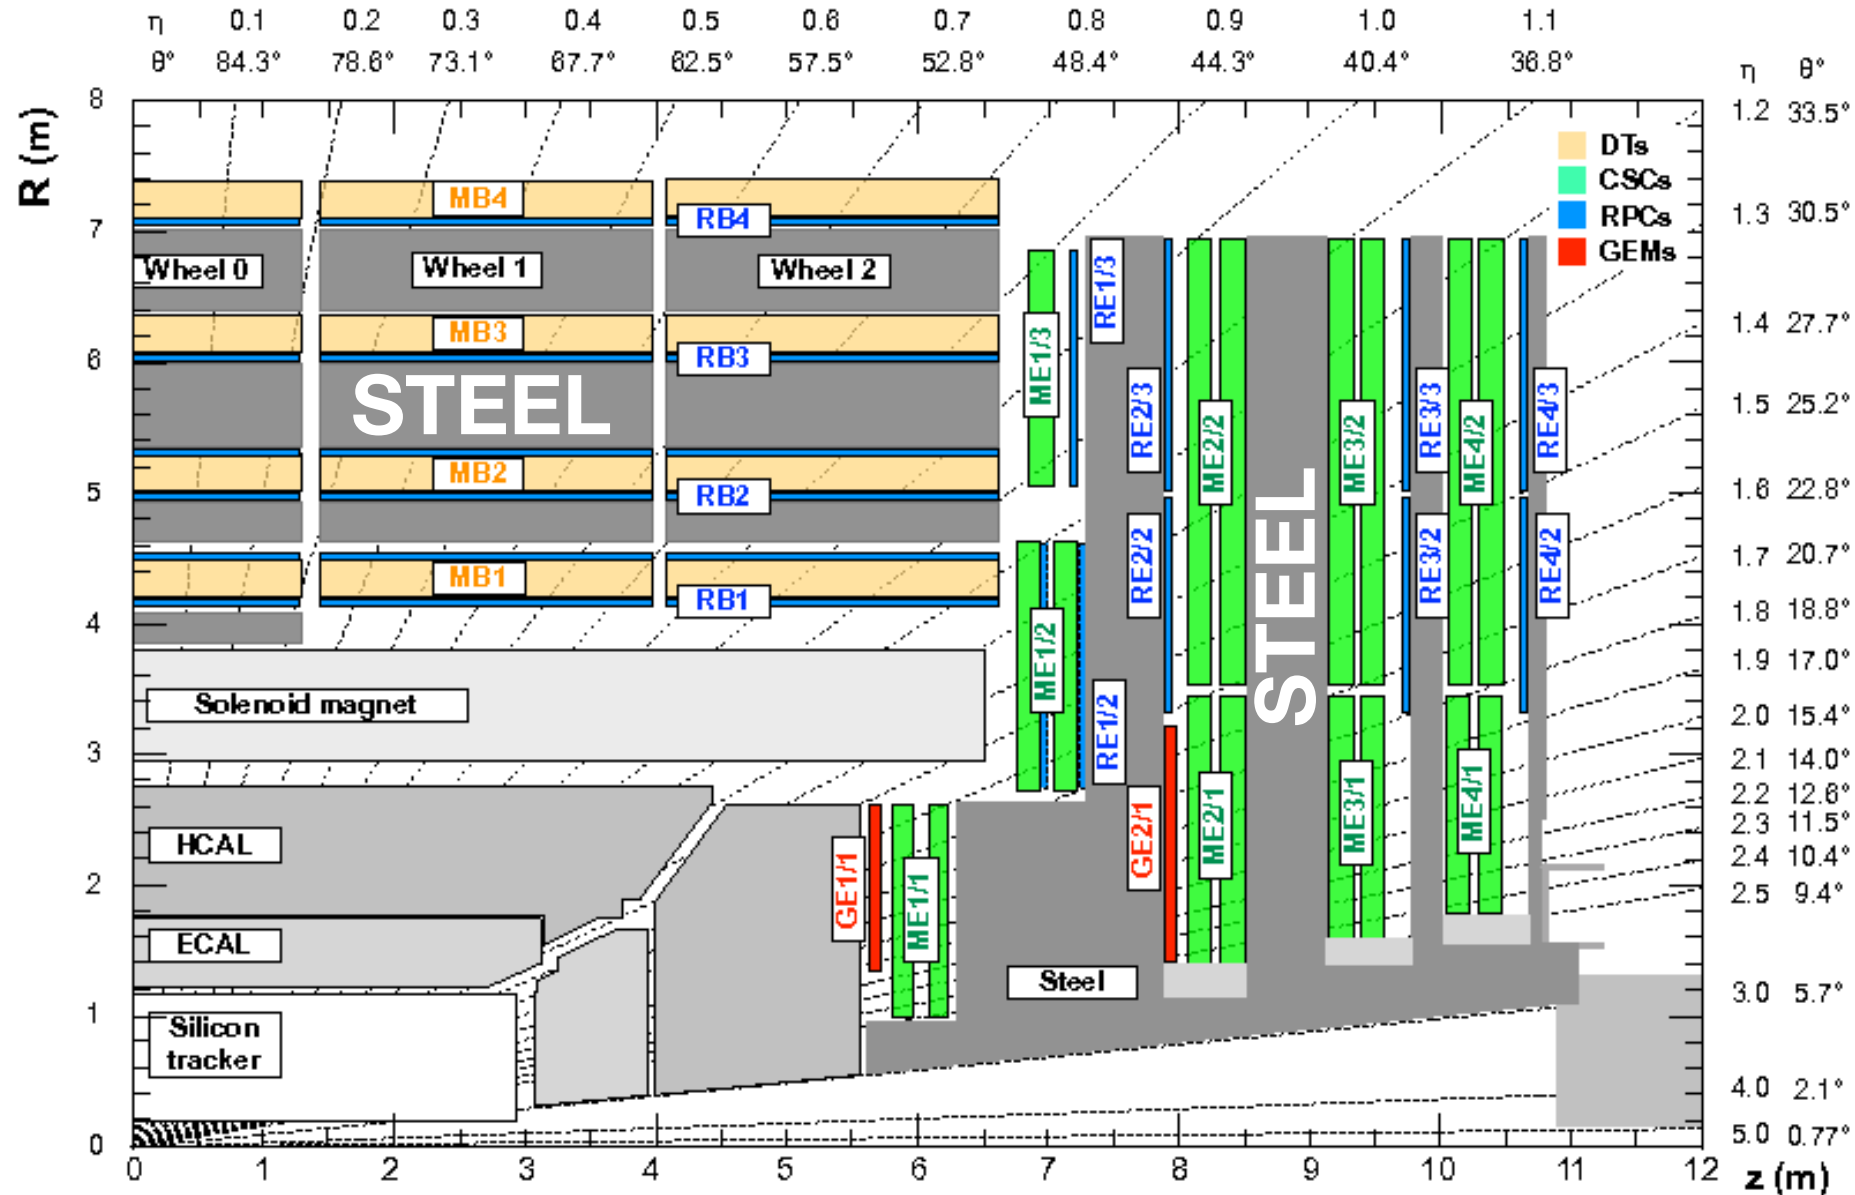 η 0.1 0.2 0.3 0.4 0.5 0.6 0.7 0.8 0.9 1.0 1.1
θ° 84.3° 78.6° 73.1° 67.7° 62.5° 57.5° 52.8° 48.4° 44.3° 40.4° 36.8°
η θ°
R (m)
8
7
6
5
4
3
2
1
0
0 1 2 3 4 5 6 7 8 9 10 11 12
z (m)
1.2 33.5°
1.3 30.5°
1.4 27.7°
1.5 25.2°
1.6 22.8°
1.7 20.7°
1.8 18.8°
1.9 17.0°
2.0 15.4°
2.1 14.0°
2.2 12.6°
2.3 11.5°
2.4 10.4°
2.5 9.4°
3.0 5.7°
4.0 2.1°
5.0 0.77°
DTs
CSCs
RPCs
GEMs
MB4
RB4
Wheel 0
Wheel 1
Wheel 2
MB3
RB3
STEEL
MB2
RB2
MB1
RB1
Solenoid magnet
HCAL
ECAL
Silicon
tracker
Steel
STEEL
ME1/3
RE1/3
ME1/2
RE1/2
GE1/1
ME1/1
RE2/3
RE2/2
GE2/1
ME2/2
ME2/1
ME3/2
ME3/1
RE3/3
RE3/2
ME4/2
ME4/1
RE4/3
RE4/2